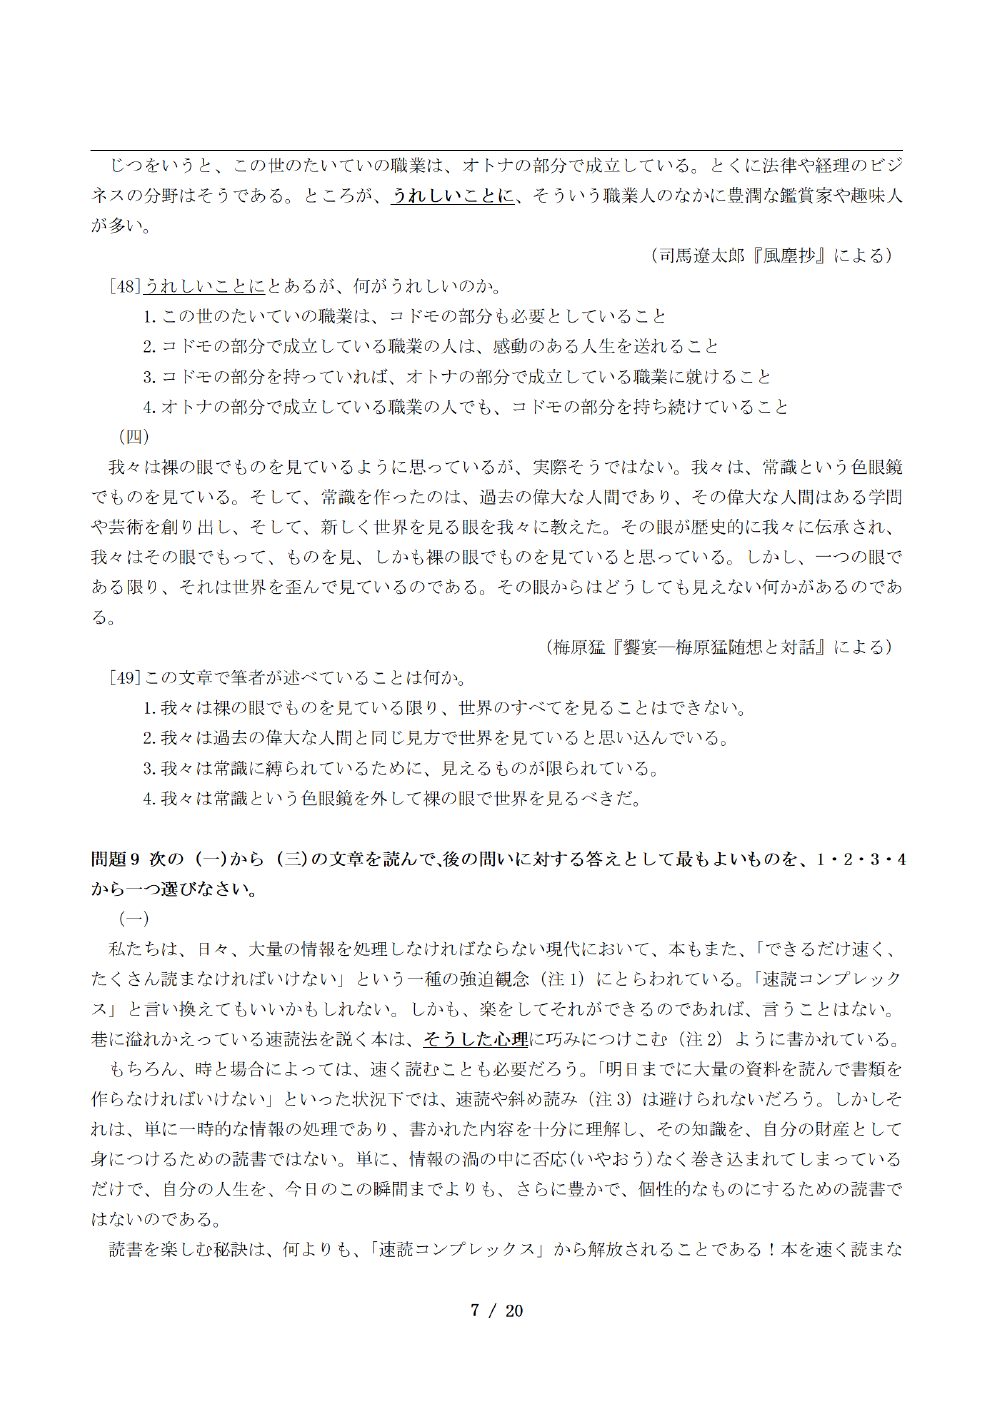 じつをいうと、この世のたいていの職業は、オトナの部分で成立している。とくに法律や経理のビジ
ネスの分野はそうである。ところが、うれしいことに、そういう職業人のなかに豊潤な鑑賞家や趣味人
が多い。
（司馬遼太郎『風塵抄』による）
[48]うれしいことにとあるが、何がうれしいのか。
1.この世のたいていの職業は、コドモの部分も必要としていること
2.コドモの部分で成立している職業の人は、感動のある人生を送れること
3.コドモの部分を持っていれば、オトナの部分で成立している職業に就けること
4.オトナの部分で成立している職業の人でも、コドモの部分を持ち続けていること
（四）
我々は裸の眼でものを見ているように思っているが、実際そうではない。我々は、常識という色眼鏡
でものを見ている。そして、常識を作ったのは、過去の偉大な人間であり、その偉大な人間はある学問
や芸術を創り出し、そして、新しく世界を見る眼を我々に教えた。その眼が歴史的に我々に伝承され、
我々はその眼でもって、ものを見、しかも裸の眼でものを見ていると思っている。しかし、一つの眼で
ある限り、それは世界を歪んで見ているのである。その眼からはどうしても見えない何かがあるのであ
る。
（梅原猛『饗宴―梅原猛随想と対話』による）
[49]この文章で筆者が述べていることは何か。
1.我々は裸の眼でものを見ている限り、世界のすべてを見ることはできない。
2.我々は過去の偉大な人間と同じ見方で世界を見ていると思い込んでいる。
3.我々は常識に縛られているために、見えるものが限られている。
4.我々は常識という色眼鏡を外して裸の眼で世界を見るべきだ。
問題９ 次の（一）から（三）の文章を読んで、後の問いに対する答えとして最もよいものを、1・2・3・4
から一つ選びなさい。
（一）
私たちは、日々、大量の情報を処理しなければならない現代において、本もまた、「できるだけ速く、
たくさん読まなければいけない」という一種の強迫観念（注 1）にとらわれている。「速読コンプレック
ス」と言い換えてもいいかもしれない。しかも、楽をしてそれができるのであれば、言うことはない。
巷に溢れかえっている速読法を説く本は、そうした心理に巧みにつけこむ（注 2）ように書かれている。
もちろん、時と場合によっては、速く読むことも必要だろう。「明日までに大量の資料を読んで書類を
作らなければいけない」といった状況下では、速読や斜め読み（注 3）は避けられないだろう。しかしそ
れは、単に一時的な情報の処理であり、書かれた内容を十分に理解し、その知識を、自分の財産として
身につけるための読書ではない。単に、情報の渦の中に否応(いやおう)なく巻き込まれてしまっている
だけで、自分の人生を、今日のこの瞬間までよりも、さらに豊かで、個性的なものにするための読書で
はないのである。
読書を楽しむ秘訣は、何よりも、「速読コンプレックス」から解放されることである！本を速く読まな
7 / 20